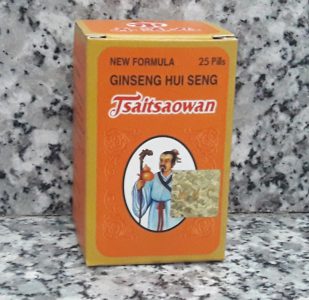 NEW FORMULA 25 Pills
GINSENG HUI SENG
Tsaitsaowan